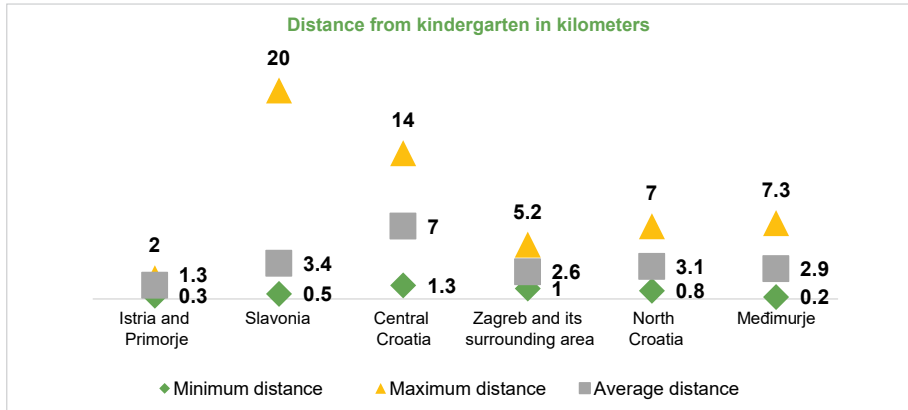 Distance from kindergarten in kilometers
20
14
7.3
7
5.2
2
7
3.4
3.1
2.9
2.6
1.3
0.3
0.5
1.3
1
0.8
0.2
Istria and
Primorje
Slavonia
Central
Croatia
Zagreb and its
surrounding area
North
Croatia
Međimurje
Minimum distance
Maximum distance
Average distance